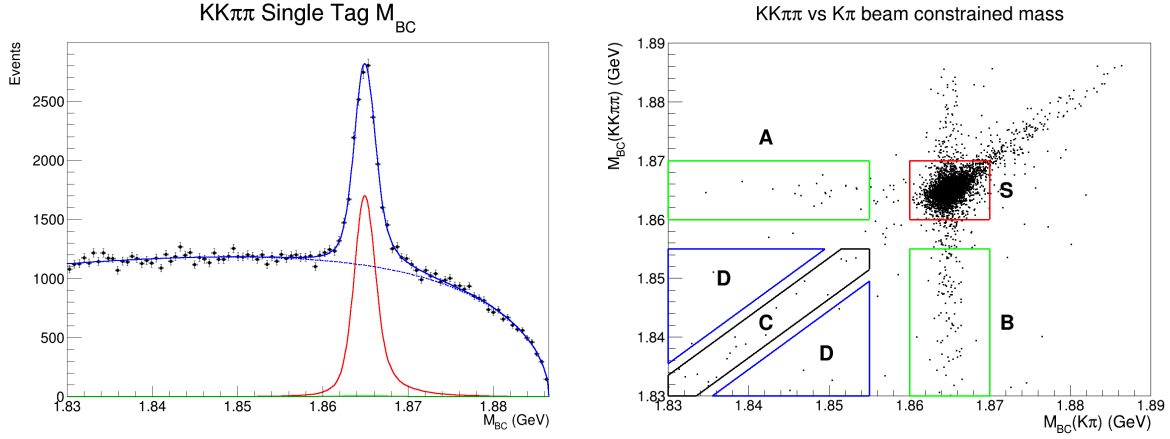 KKππ Single Tag M_BC
Events
2500
2000
1500
1000
500
0
1.83 1.84 1.85 1.86 1.87 1.88
M_BC (GeV)
KKππ vs Kπ beam constrained mass
M_BC(KKππ) (GeV)
1.89
1.88
1.87
1.86
1.85
1.84
1.83
A
S
D
C
B
D
1.83 1.84 1.85 1.86 1.87 1.88 1.89
M_BC(Kπ) (GeV)